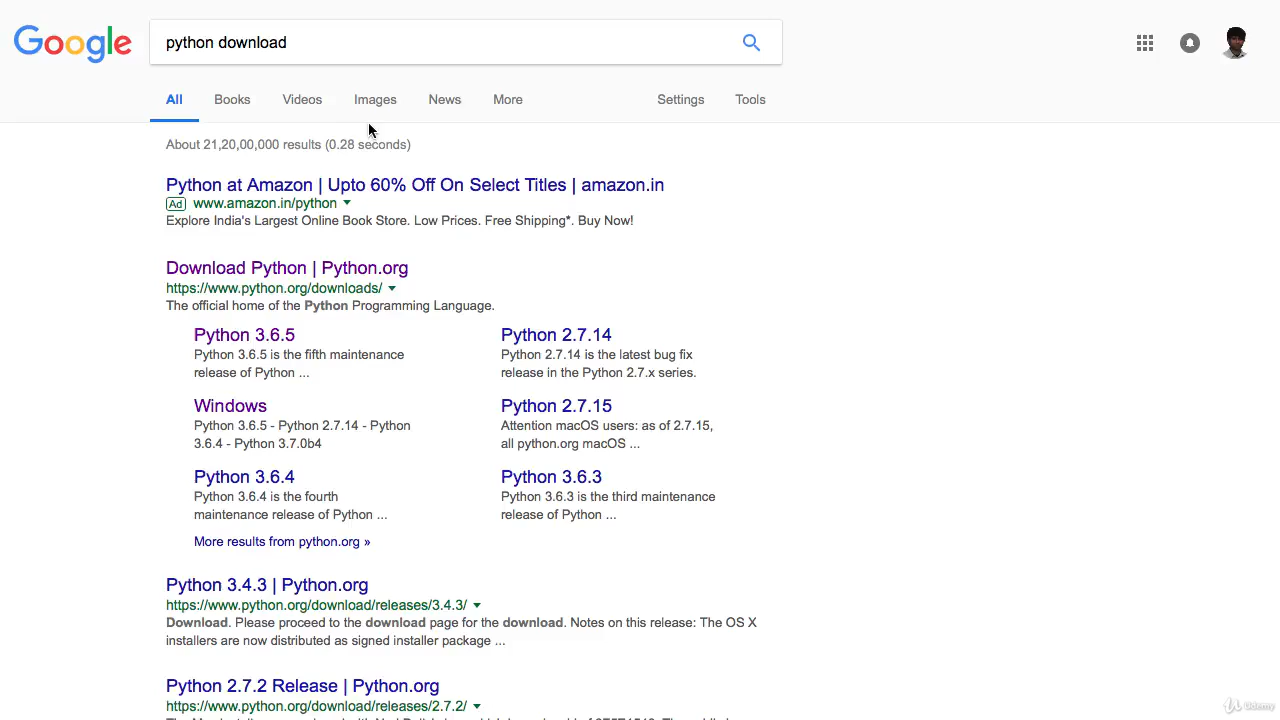 Google
python download
All Books Videos Images News More Settings Tools
About 21,20,00,000 results (0.28 seconds)
Python at Amazon | Upto 60% Off On Select Titles | amazon.in
Ad www.amazon.in/python
Explore India's Largest Online Book Store. Low Prices. Free Shipping*. Buy Now!
Download Python | Python.org
https://www.python.org/downloads/
The official home of the Python Programming Language.
Python 3.6.5
Python 3.6.5 is the fifth maintenance
release of Python ...
Python 2.7.14
Python 2.7.14 is the latest bug fix
release in the Python 2.7.x series.
Windows
Python 3.6.5 - Python 2.7.14 - Python
3.6.4 - Python 3.7.0b4
Python 2.7.15
Attention macOS users: as of 2.7.15,
all python.org macOS ...
Python 3.6.4
Python 3.6.4 is the fourth
maintenance release of Python ...
Python 3.6.3
Python 3.6.3 is the third maintenance
release of Python ...
More results from python.org »
Python 3.4.3 | Python.org
https://www.python.org/download/releases/3.4.3/
Download. Please proceed to the download page for the download. Notes on this release: The OS X
installers are now distributed as signed installer package ...
Python 2.7.2 Release | Python.org
https://www.python.org/download/releases/2.7.2/
Udemy